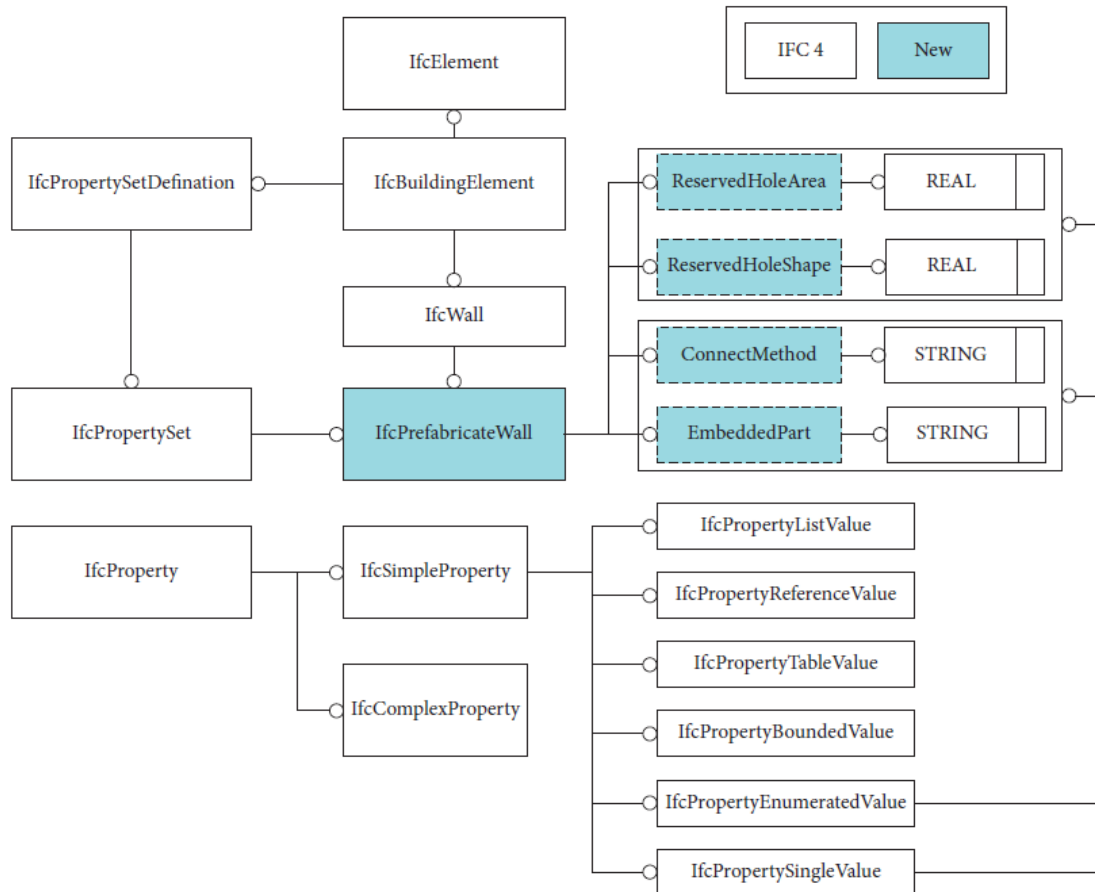 IfcElement
IFC 4
New
IfcPropertySetDefination
IfcBuildingElement
ReservedHoleArea
REAL
ReservedHoleShape
REAL
IfcWall
ConnectMethod
STRING
IfcPropertySet
IfcPrefabricateWall
EmbeddedPart
STRING
IfcProperty
IfcSimpleProperty
IfcPropertyListValue
IfcPropertyReferenceValue
IfcPropertyTableValue
IfcComplexProperty
IfcPropertyBoundedValue
IfcPropertyEnumeratedValue
IfcPropertySingleValue